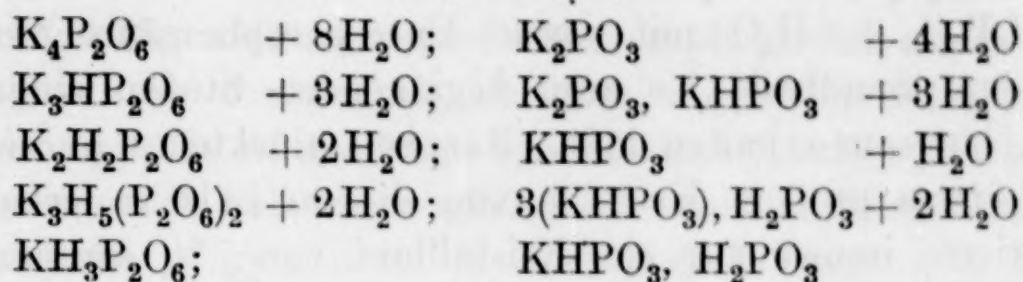 K₄P₂O₆ + 8H₂O; K₂PO₃ + 4H₂O
K₃HP₂O₆ + 3H₂O; K₂PO₃, KHPO₃ + 3H₂O
K₂H₂P₂O₆ + 2H₂O; KHPO₃ + H₂O
K₃H₅(P₂O₆)₂ + 2H₂O; 3(KHPO₃), H₂PO₃ + 2H₂O
KH₃P₂O₆; KHPO₃, H₂PO₃